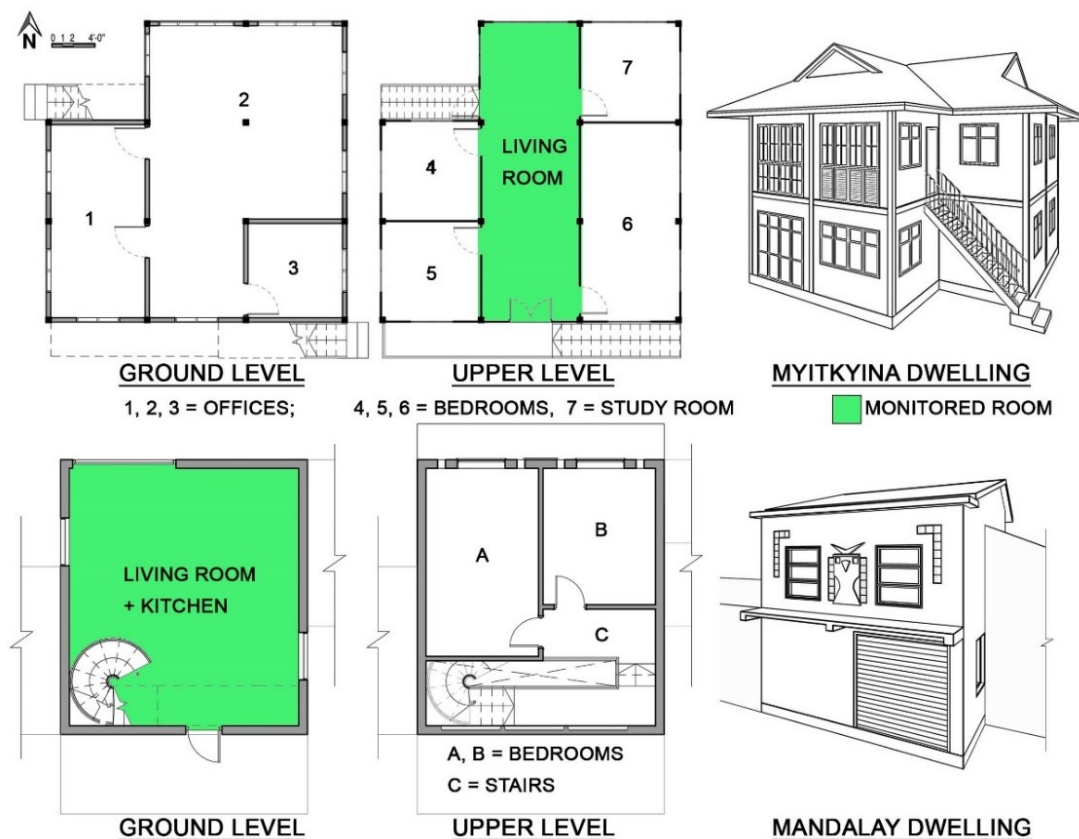 N
0 1 2 4'-0"
1
2
3
4
5
LIVING
ROOM
7
6
GROUND LEVEL
UPPER LEVEL
MYITKYINA DWELLING
1, 2, 3 = OFFICES;
4, 5, 6 = BEDROOMS, 7 = STUDY ROOM
MONITORED ROOM
LIVING ROOM
+ KITCHEN
A
B
C
A, B = BEDROOMS
C = STAIRS
GROUND LEVEL
UPPER LEVEL
MANDALAY DWELLING